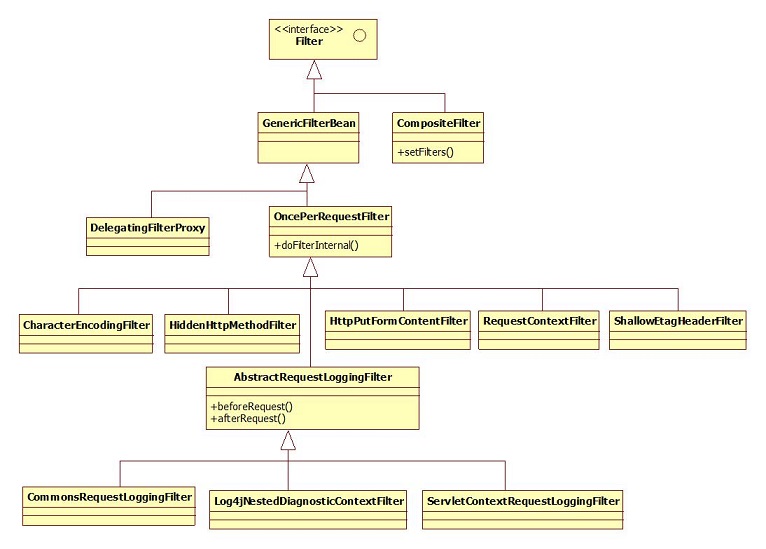 <<interface>>
Filter
GenericFilterBean
CompositeFilter
+setFilters()
DelegatingFilterProxy
OncePerRequestFilter
+doFilterInternal()
CharacterEncodingFilter
HiddenHttpMethodFilter
HttpPutFormContentFilter
RequestContextFilter
ShallowEtagHeaderFilter
AbstractRequestLoggingFilter
+beforeRequest()
+afterRequest()
CommonsRequestLoggingFilter
Log4jNestedDiagnosticContextFilter
ServletContextRequestLoggingFilter